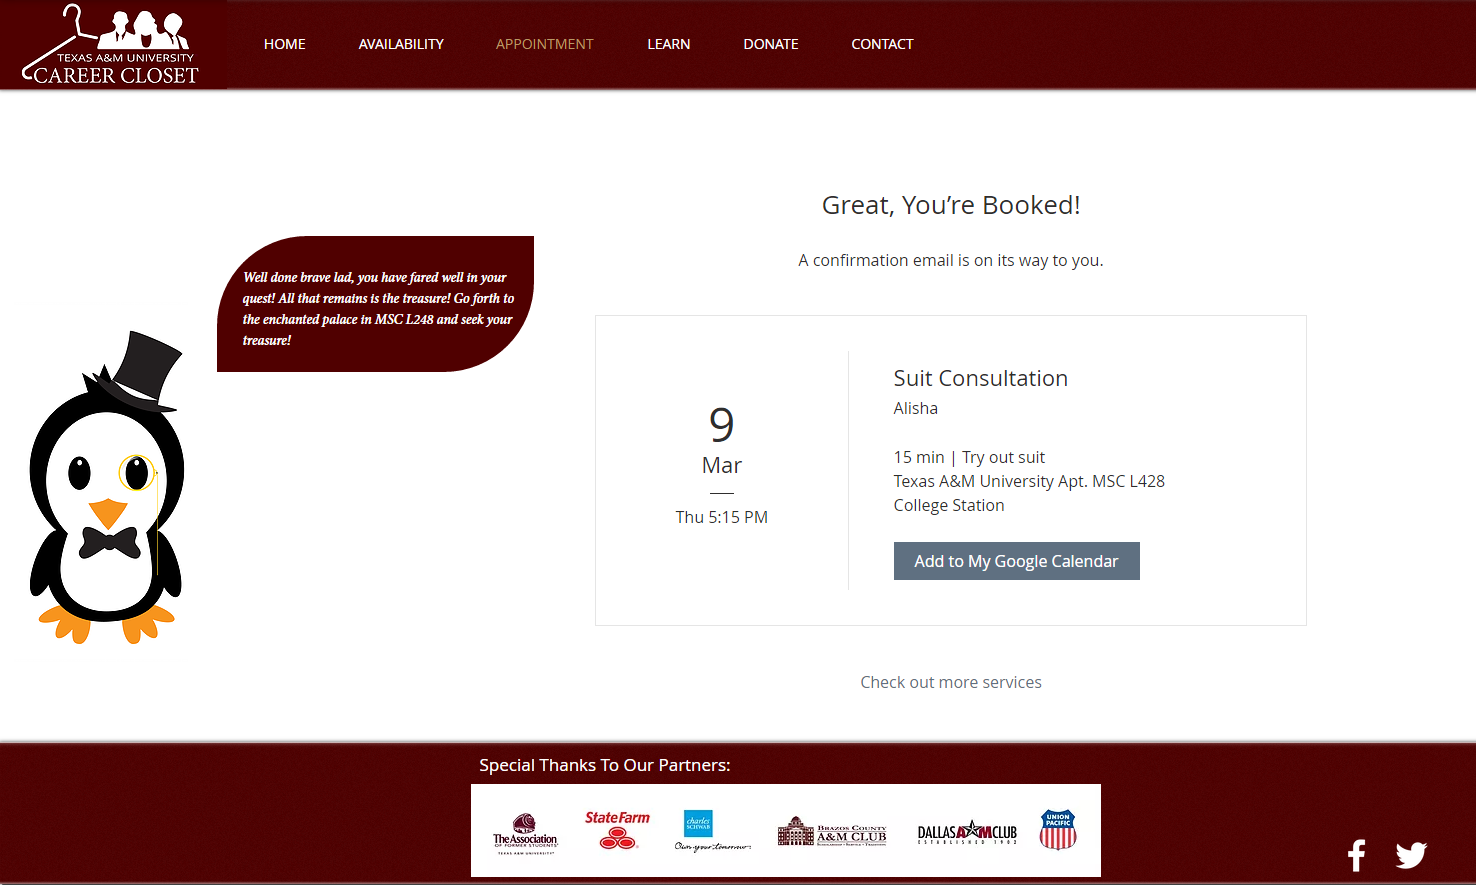 TEXAS A&M UNIVERSITY
CAREER CLOSET
HOME
AVAILABILITY
APPOINTMENT
LEARN
DONATE
CONTACT
Great, You're Booked!
A confirmation email is on its way to you.
Well done brave lad, you have fared well in your
quest! All that remains is the treasure! Go forth to
the enchanted palace in MSC L248 and seek your
treasure!
9
Mar
Thu 5:15 PM
Suit Consultation
Alisha
15 min | Try out suit
Texas A&M University Apt. MSC L428
College Station
Add to My Google Calendar
Check out more services
Special Thanks To Our Partners:
The Association
OF FORMER STUDENTS
TEXAS A&M UNIVERSITY
State Farm
charles
SCHWAB
Own your tomorrow
BRAZOS COUNTY
A&M CLUB
SCHOLARSHIP • SERVICE • TRADITION
DALLAS A&M CLUB
ESTABLISHED 1902
UNION
PACIFIC